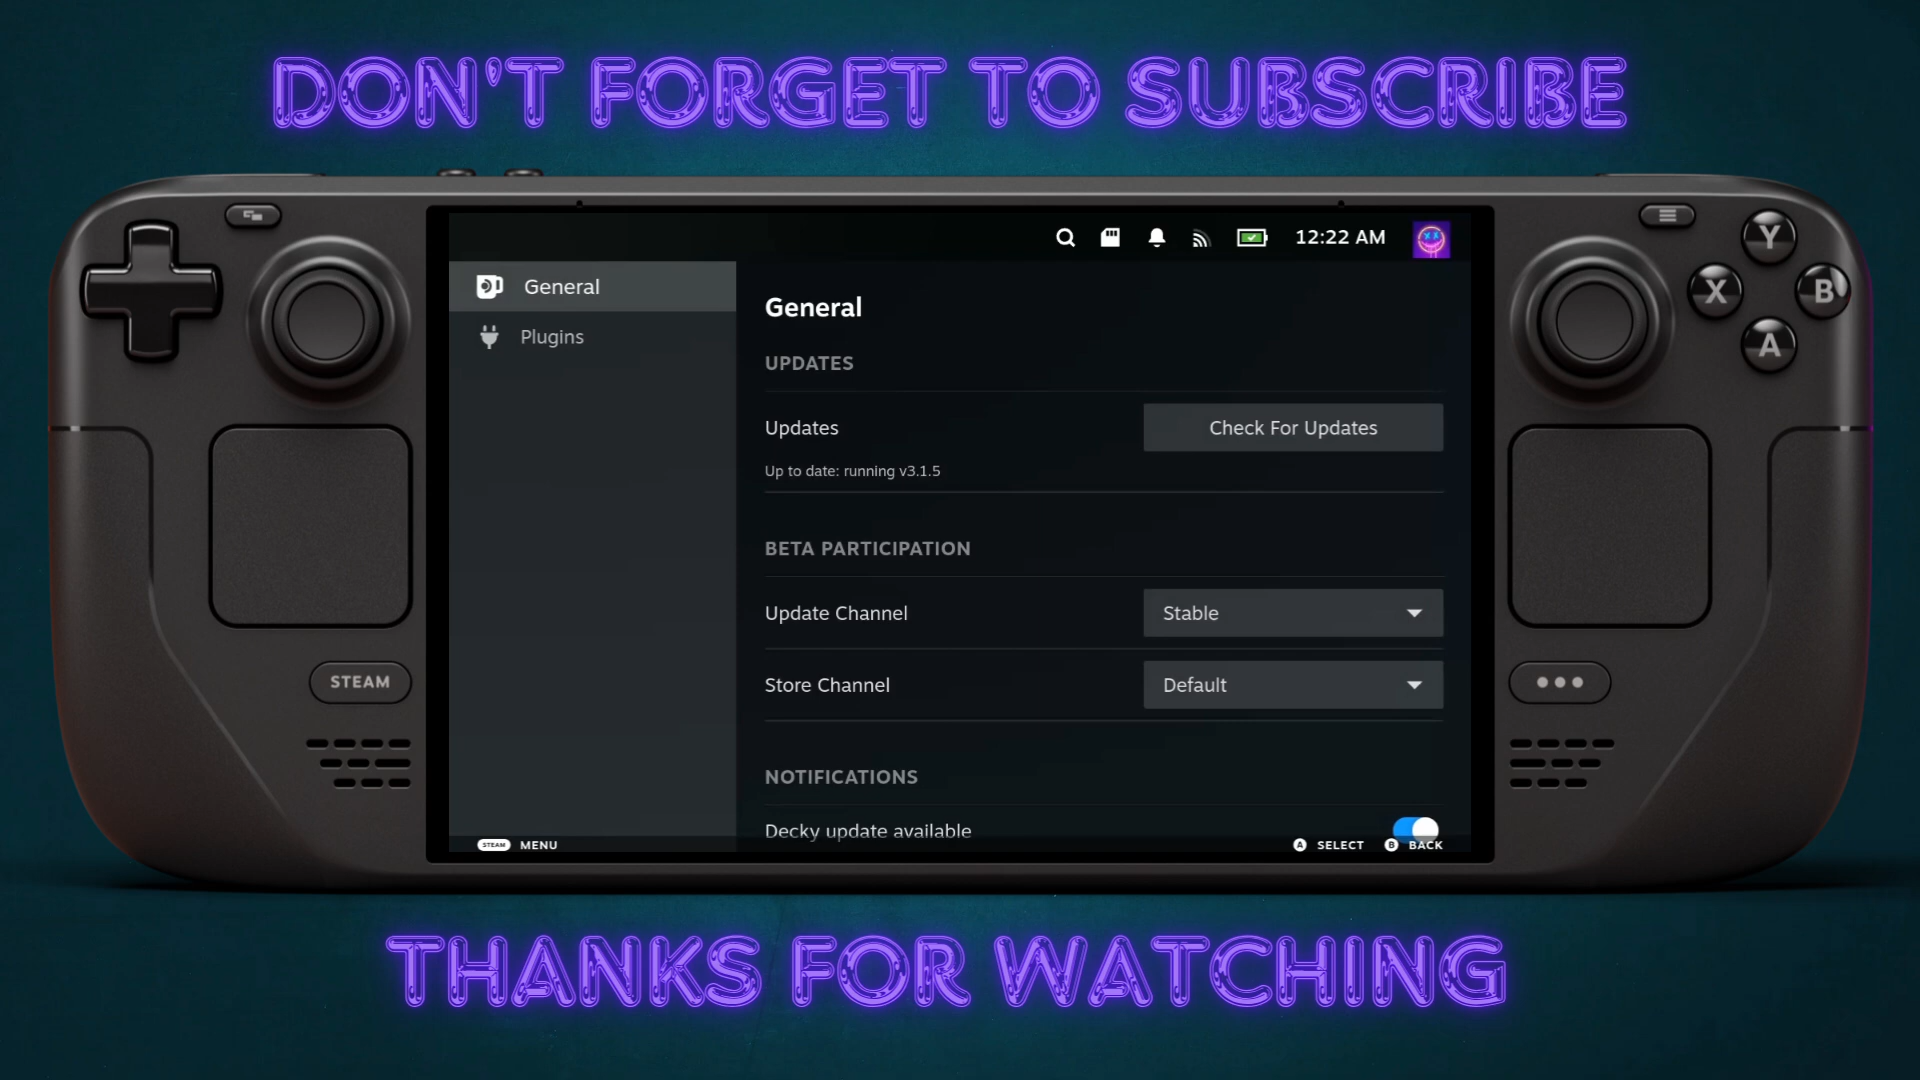 DON'T FORGET TO SUBSCRIBE
12:22 AM
General
Plugins
General
UPDATES
Updates
Check For Updates
Up to date: running v3.1.5
BETA PARTICIPATION
Update Channel
Stable
Store Channel
Default
NOTIFICATIONS
Decky update available
STEAM MENU
A SELECT B BACK
STEAM
Y
X
B
A
THANKS FOR WATCHING